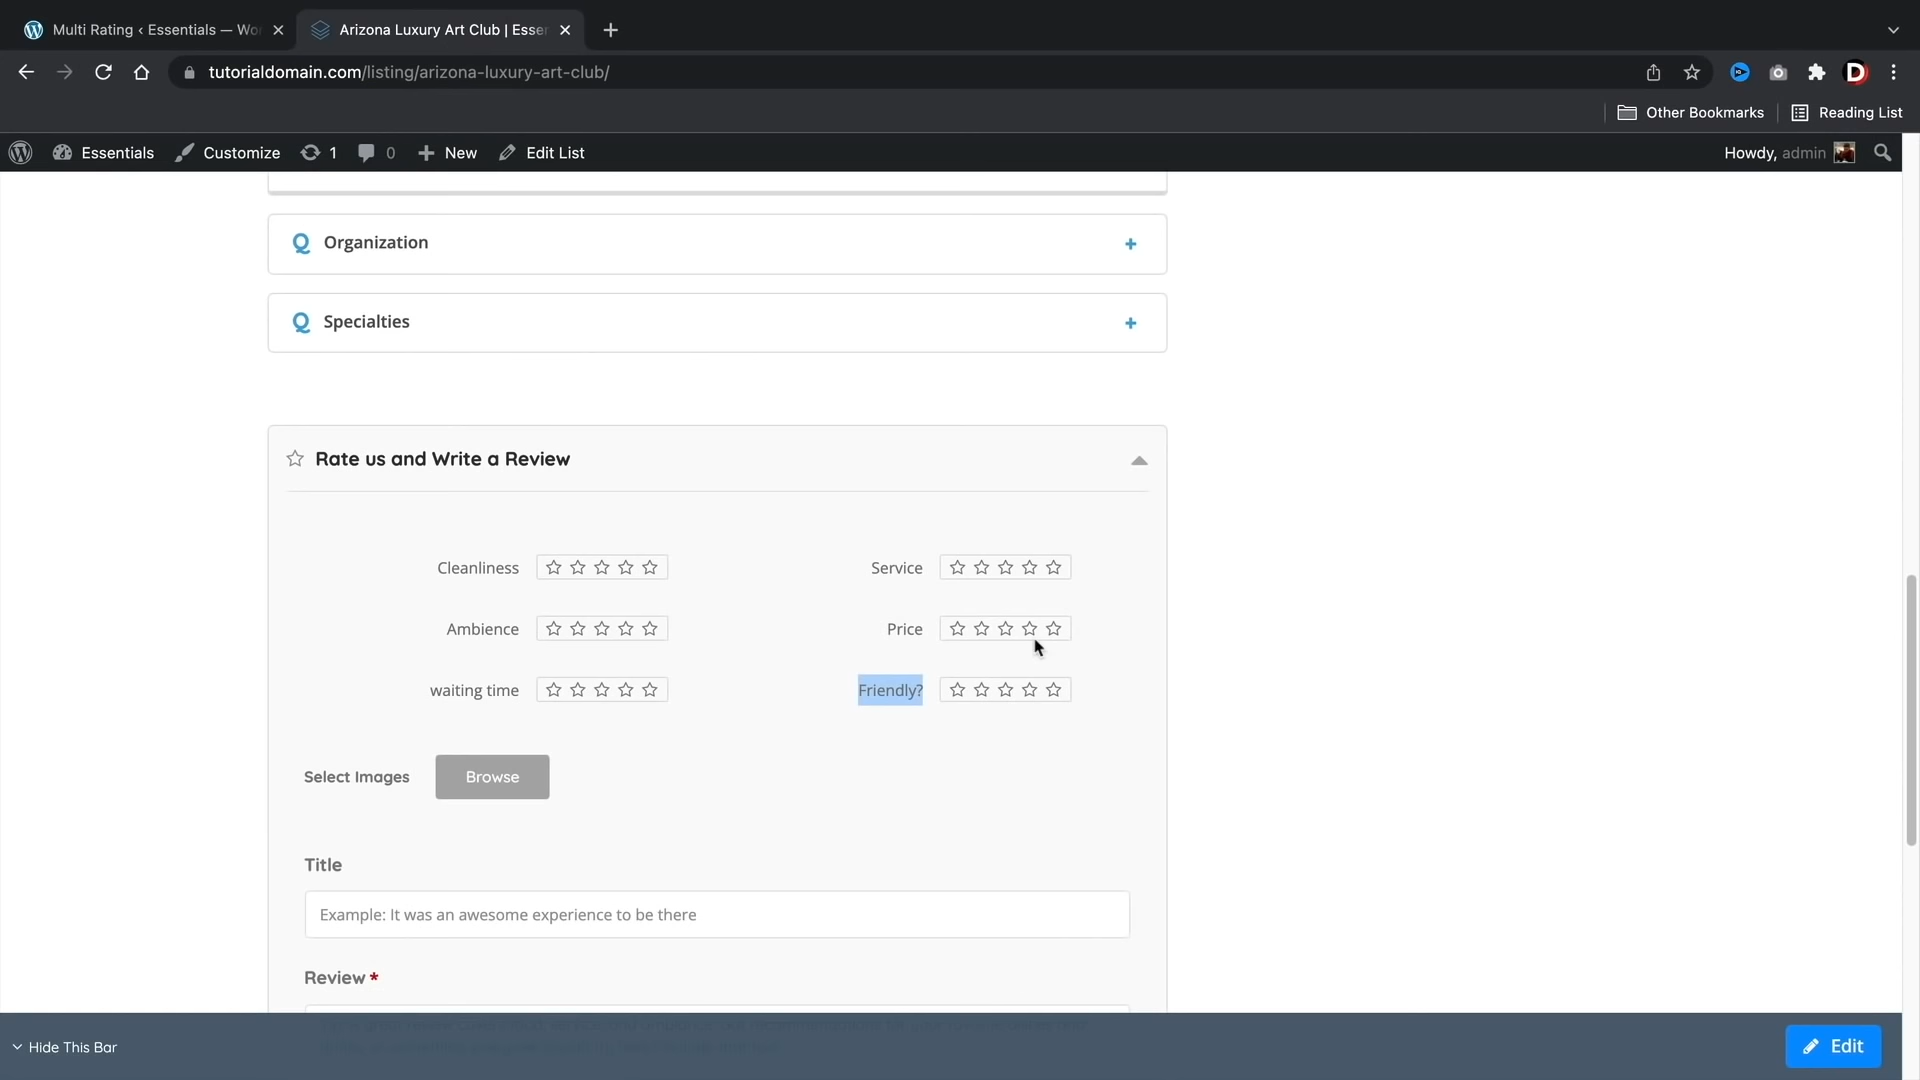 Multi Rating ‹ Essentials — Wo
Arizona Luxury Art Club | Esser
tutorialdomain.com/listing/arizona-luxury-art-club/
Other Bookmarks
Reading List
Essentials
Customize
1
0
New
Edit List
Howdy, admin
Q Organization
Q Specialties
Rate us and Write a Review
Cleanliness
Service
Ambience
Price
waiting time
Friendly?
Select Images
Browse
Title
Example: It was an awesome experience to be there
Review *
Hide This Bar
Edit